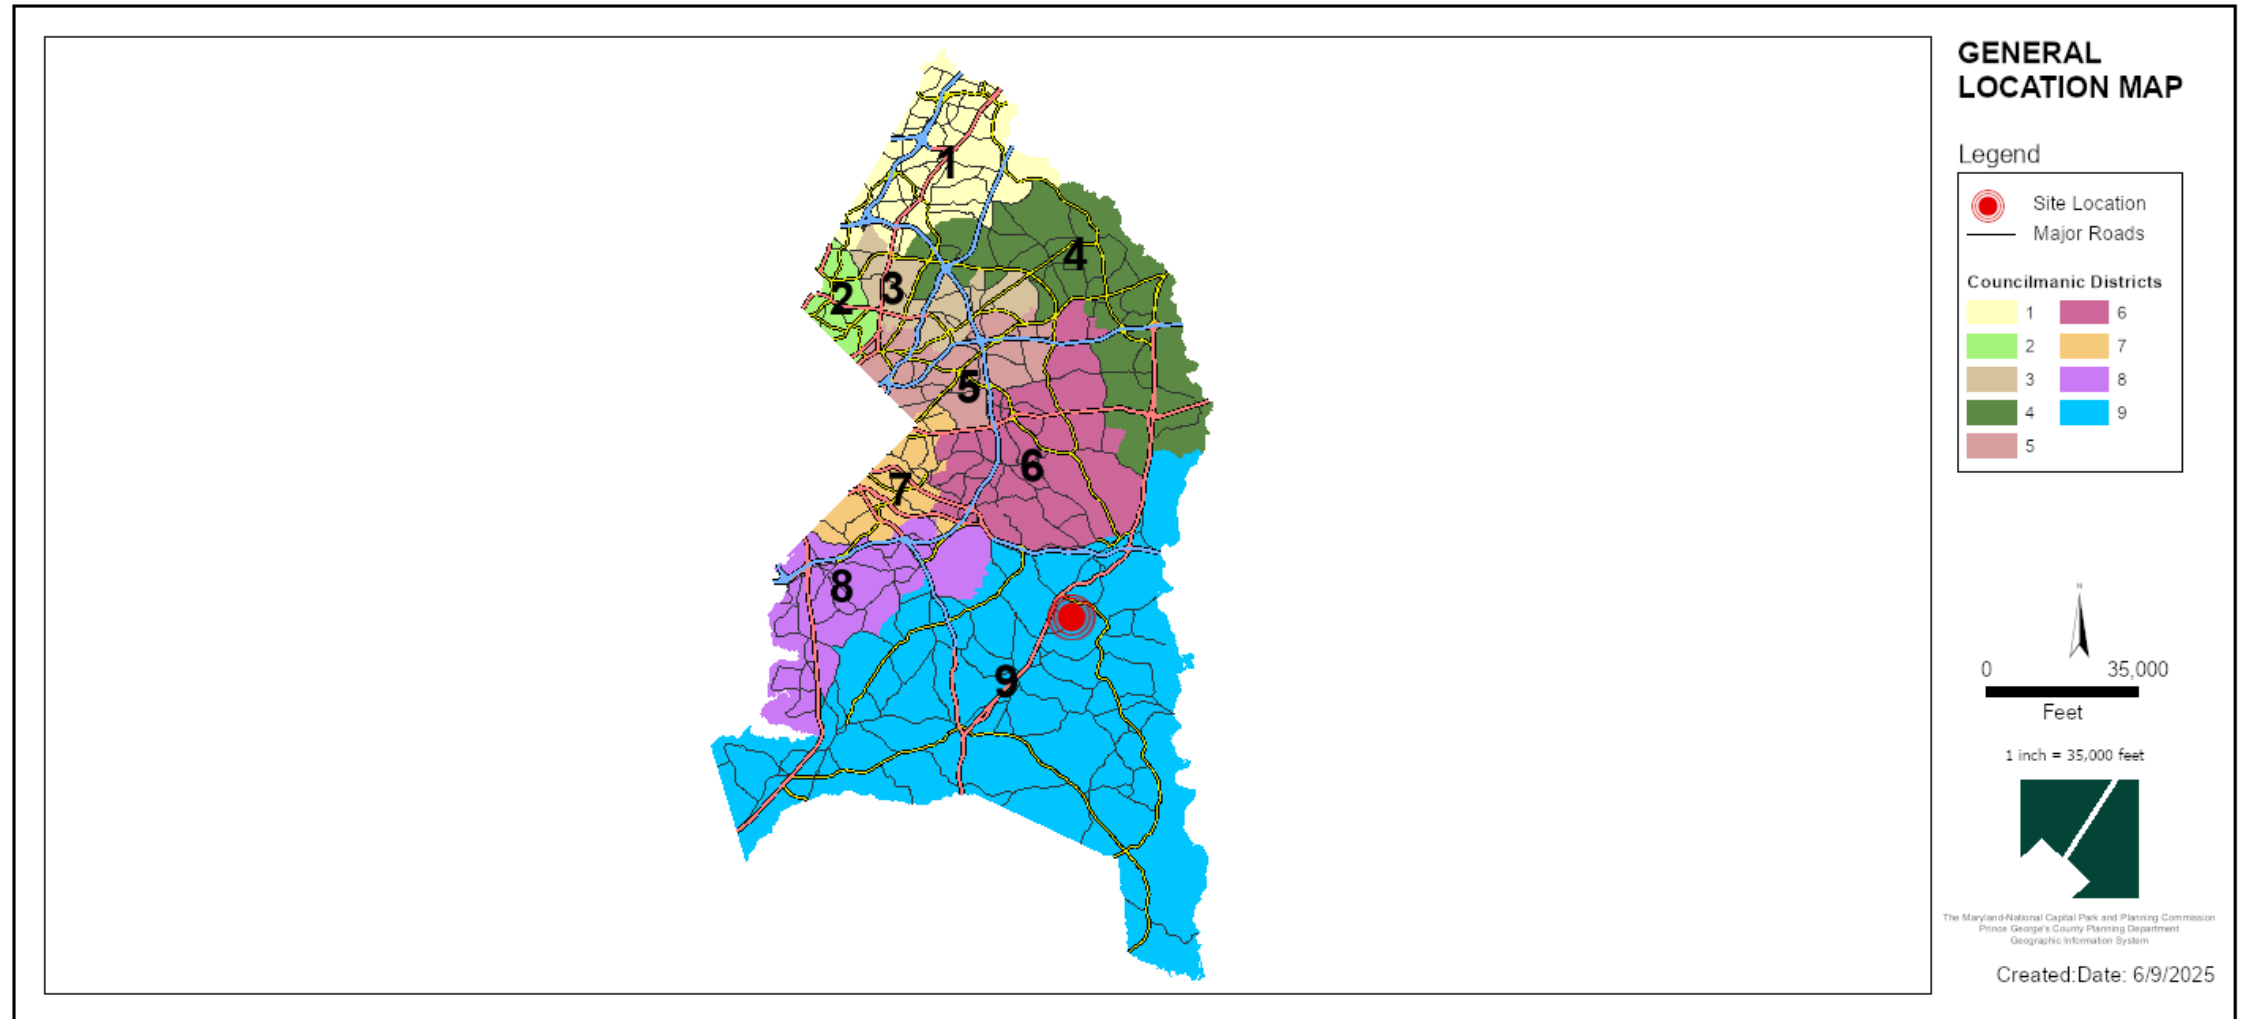 GENERAL
LOCATION MAP
Legend
Site Location
Major Roads
Councilmanic Districts
1 6
2 7
3 8
4 9
5
1
4
3
2
5
6
7
8
9
N
0 35,000
Feet
1 inch = 35,000 feet
The Maryland-National Capital Park and Planning Commission
Prince George's County Planning Department
Geographic Information System
Created:Date: 6/9/2025